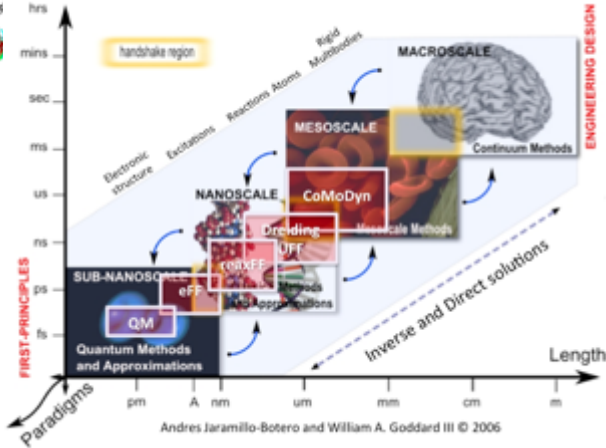 hrs
mins
sec
ms
us
ns
ps
fs
handshake region
Electronic
structure
Excitations
Reactions
Atoms
Rigid
Multibodies
MACROSCALE
Continuum Methods
ENGINEERING DESIGN
MESOSCALE
CoMoDyn
Mesoscale Methods
NANOSCALE
Dreiding
UFF
reaxFF
Methods
and Approximations
SUB-NANOSCALE
eFF
QM
Quantum Methods
and Approximations
FIRST-PRINCIPLES
Inverse and Direct solutions
Length
Paradigms
pm
A
nm
um
mm
cm
m
Andres Jaramillo-Botero and William A. Goddard III © 2006